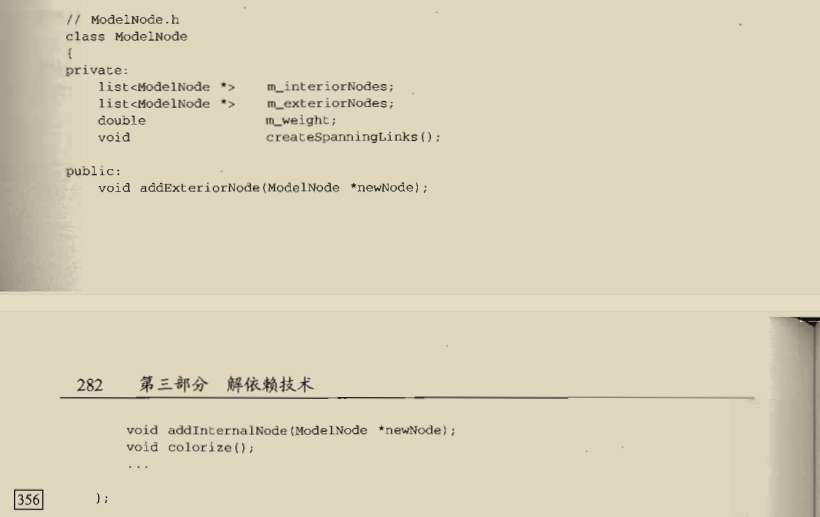 // ModelNode.h
class ModelNode
{
private:
    list<ModelNode *>    m_interiorNodes;
    list<ModelNode *>    m_exteriorNodes;
    double               m_weight;
    void                 createSpanningLinks();
public:
    void addExteriorNode(ModelNode *newNode);
282 第三部分 解依赖技术
    void addInternalNode(ModelNode *newNode);
    void colorize();
    ...
356 };